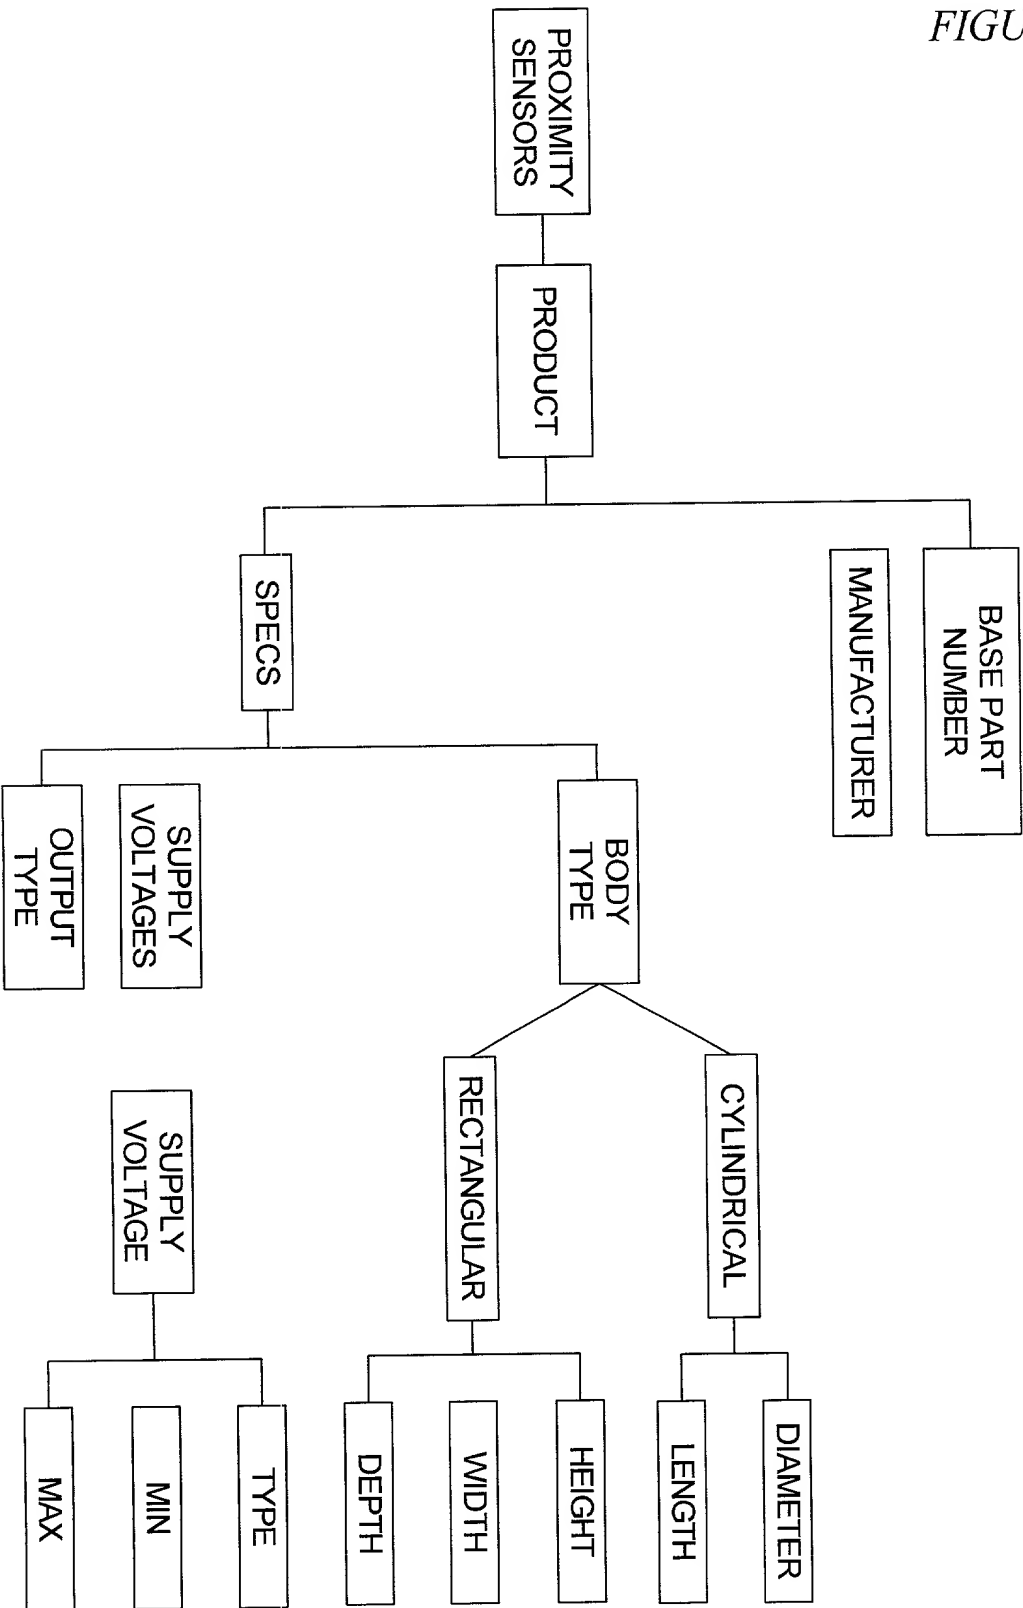 FIGU
PROXIMITY
SENSORS
PRODUCT
BASE PART
NUMBER
MANUFACTURER
SPECS
BODY
TYPE
SUPPLY
VOLTAGES
OUTPUT
TYPE
CYLINDRICAL
RECTANGULAR
SUPPLY
VOLTAGE
DIAMETER
LENGTH
HEIGHT
WIDTH
DEPTH
TYPE
MIN
MAX